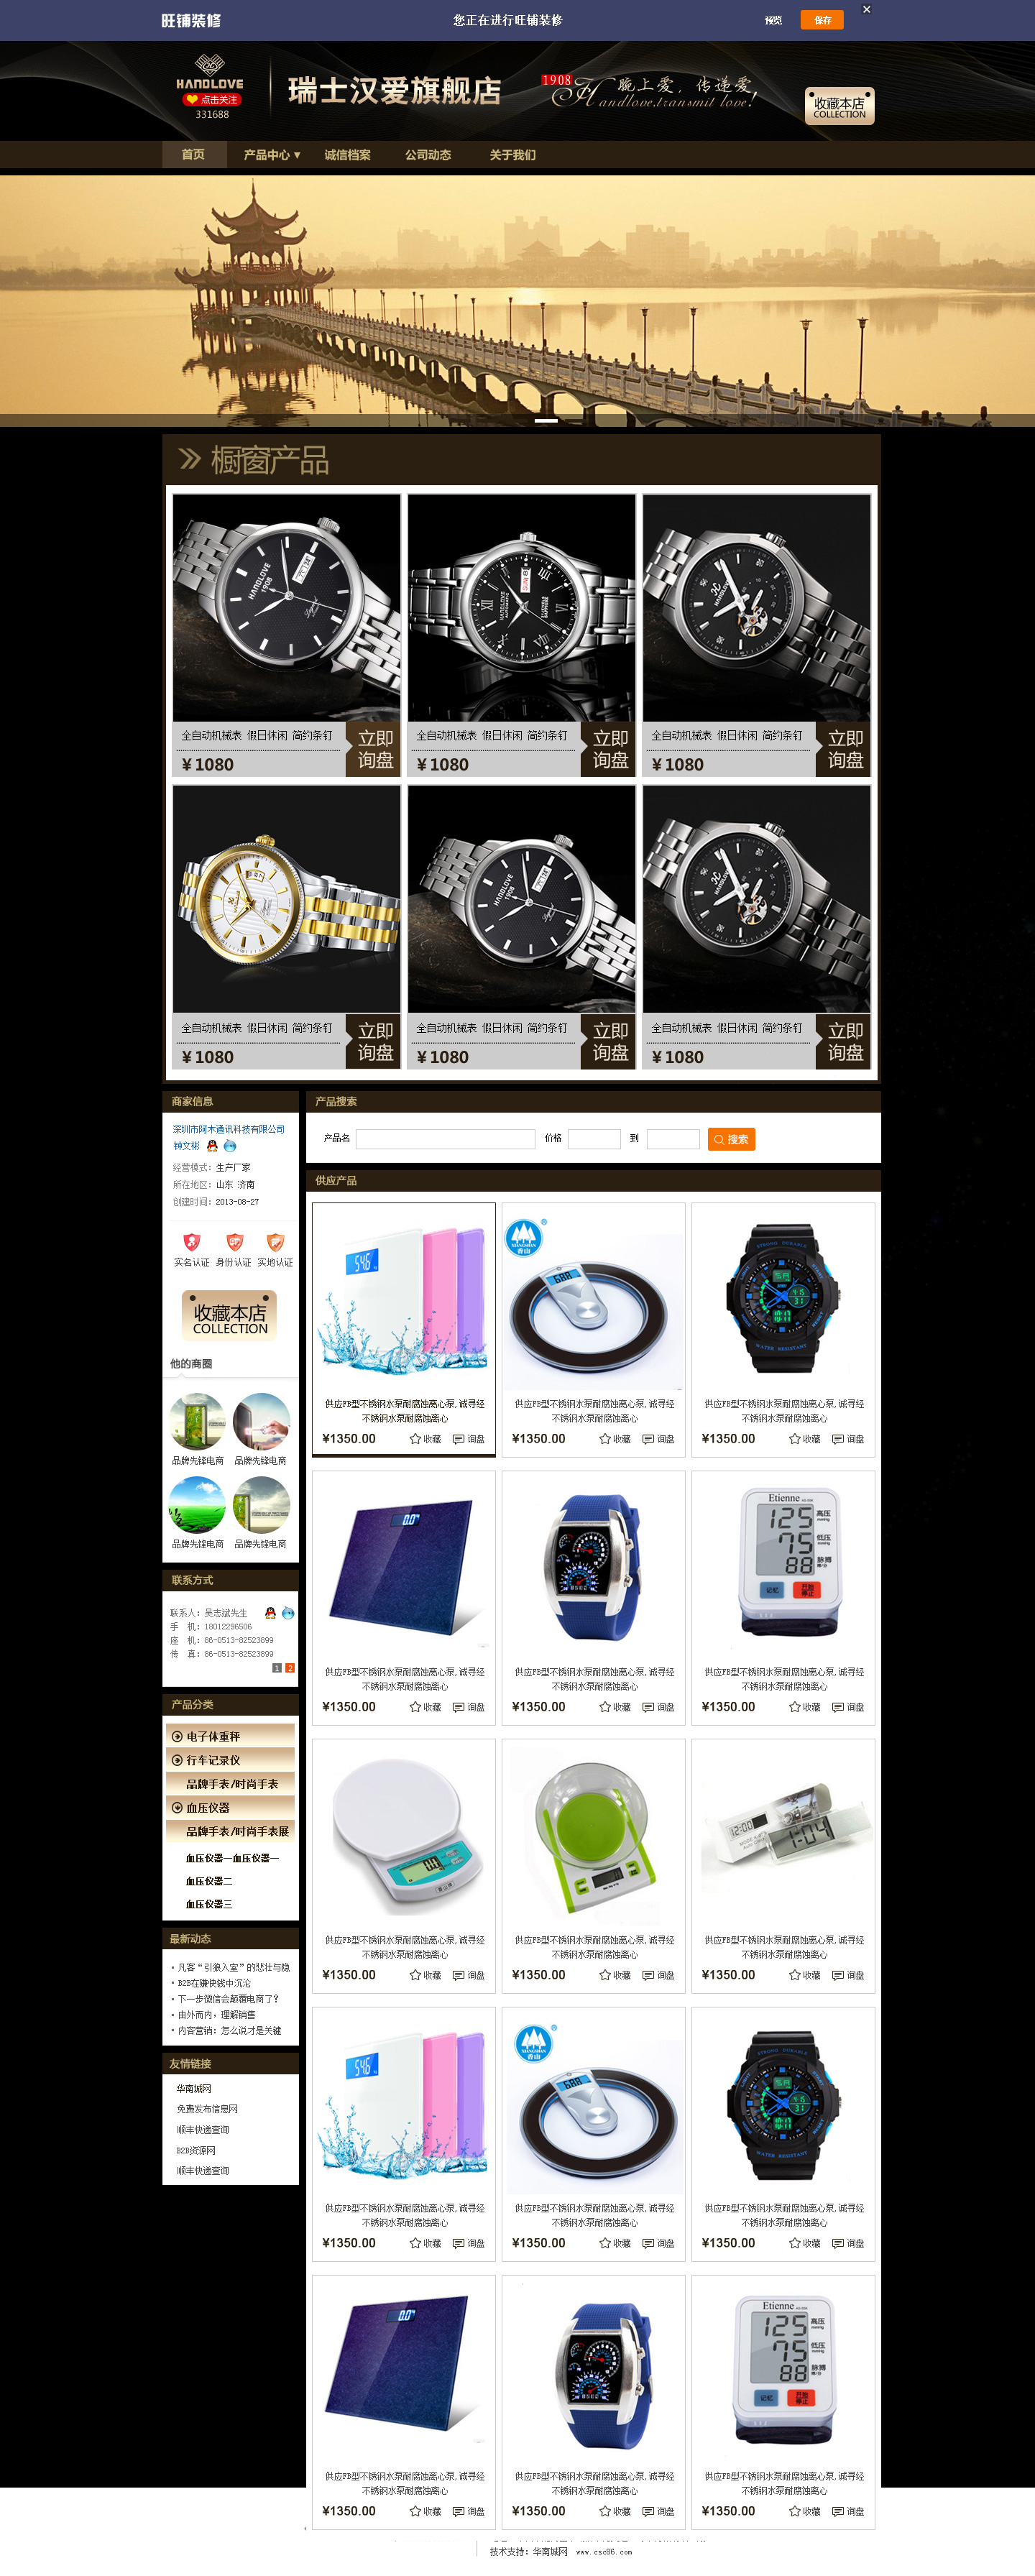 旺铺装修
您正在进行旺铺装修
预览
保存
HANDLOVE
点击关注
331688
瑞士汉爱旗舰店
1908
腕上爱，传递爱
Handlove.transmit love!
收藏本店
COLLECTION
首页
产品中心
诚信档案
公司动态
关于我们
橱窗产品
全自动机械表 假日休闲 简约条钉
¥1080
立即
询盘
全自动机械表 假日休闲 简约条钉
¥1080
立即
询盘
全自动机械表 假日休闲 简约条钉
¥1080
立即
询盘
全自动机械表 假日休闲 简约条钉
¥1080
立即
询盘
全自动机械表 假日休闲 简约条钉
¥1080
立即
询盘
全自动机械表 假日休闲 简约条钉
¥1080
立即
询盘
商家信息
深圳市阿木通讯科技有限公司
钟文彬
经营模式：生产厂家
所在地区：山东 济南
创建时间：2013-08-27
实名认证 身份认证 实地认证
收藏本店
COLLECTION
他的商圈
品牌先锋电商 品牌先锋电商
品牌先锋电商 品牌先锋电商
联系方式
联系人：吴志斌先生
手 机：18012296506
座 机：86-0513-82523899
传 真：86-0513-82523899
1 2
产品分类
电子体重秤
行车记录仪
品牌手表/时尚手表
血压仪器
品牌手表/时尚手表展
血压仪器一血压仪器一
血压仪器二
血压仪器三
最新动态
凡客“引狼入室”的悲壮与隐
B2B在赚快钱中沉沦
下一步微信会颠覆电商了？
由外而内，理解销售
内容营销：怎么说才是关键
友情链接
华南城网
免费发布信息网
顺丰快递查询
B2B资源网
顺丰快递查询
产品搜索
产品名 价格 到 搜索
供应产品
供应FB型不锈钢水泵耐腐蚀离心泵，诚寻经
不锈钢水泵耐腐蚀离心
¥1350.00 收藏 询盘
供应FB型不锈钢水泵耐腐蚀离心泵，诚寻经
不锈钢水泵耐腐蚀离心
¥1350.00 收藏 询盘
供应FB型不锈钢水泵耐腐蚀离心泵，诚寻经
不锈钢水泵耐腐蚀离心
¥1350.00 收藏 询盘
供应FB型不锈钢水泵耐腐蚀离心泵，诚寻经
不锈钢水泵耐腐蚀离心
¥1350.00 收藏 询盘
供应FB型不锈钢水泵耐腐蚀离心泵，诚寻经
不锈钢水泵耐腐蚀离心
¥1350.00 收藏 询盘
供应FB型不锈钢水泵耐腐蚀离心泵，诚寻经
不锈钢水泵耐腐蚀离心
¥1350.00 收藏 询盘
供应FB型不锈钢水泵耐腐蚀离心泵，诚寻经
不锈钢水泵耐腐蚀离心
¥1350.00 收藏 询盘
供应FB型不锈钢水泵耐腐蚀离心泵，诚寻经
不锈钢水泵耐腐蚀离心
¥1350.00 收藏 询盘
供应FB型不锈钢水泵耐腐蚀离心泵，诚寻经
不锈钢水泵耐腐蚀离心
¥1350.00 收藏 询盘
供应FB型不锈钢水泵耐腐蚀离心泵，诚寻经
不锈钢水泵耐腐蚀离心
¥1350.00 收藏 询盘
供应FB型不锈钢水泵耐腐蚀离心泵，诚寻经
不锈钢水泵耐腐蚀离心
¥1350.00 收藏 询盘
供应FB型不锈钢水泵耐腐蚀离心泵，诚寻经
不锈钢水泵耐腐蚀离心
¥1350.00 收藏 询盘
供应FB型不锈钢水泵耐腐蚀离心泵，诚寻经
不锈钢水泵耐腐蚀离心
¥1350.00 收藏 询盘
供应FB型不锈钢水泵耐腐蚀离心泵，诚寻经
不锈钢水泵耐腐蚀离心
¥1350.00 收藏 询盘
供应FB型不锈钢水泵耐腐蚀离心泵，诚寻经
不锈钢水泵耐腐蚀离心
¥1350.00 收藏 询盘
技术支持：华南城网 www.csc86.com